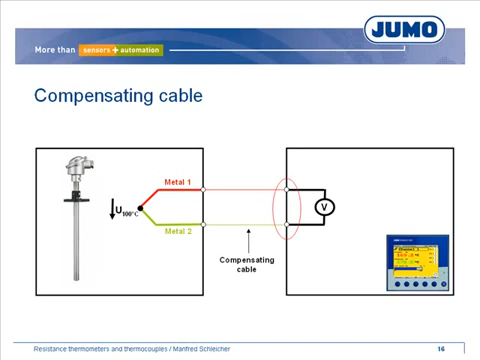 JUMO
More than sensors + automation
Compensating cable
Metal 1
U100°C
V
Metal 2
Compensating
cable
Resistance thermometers and thermocouples / Manfred Schleicher
16